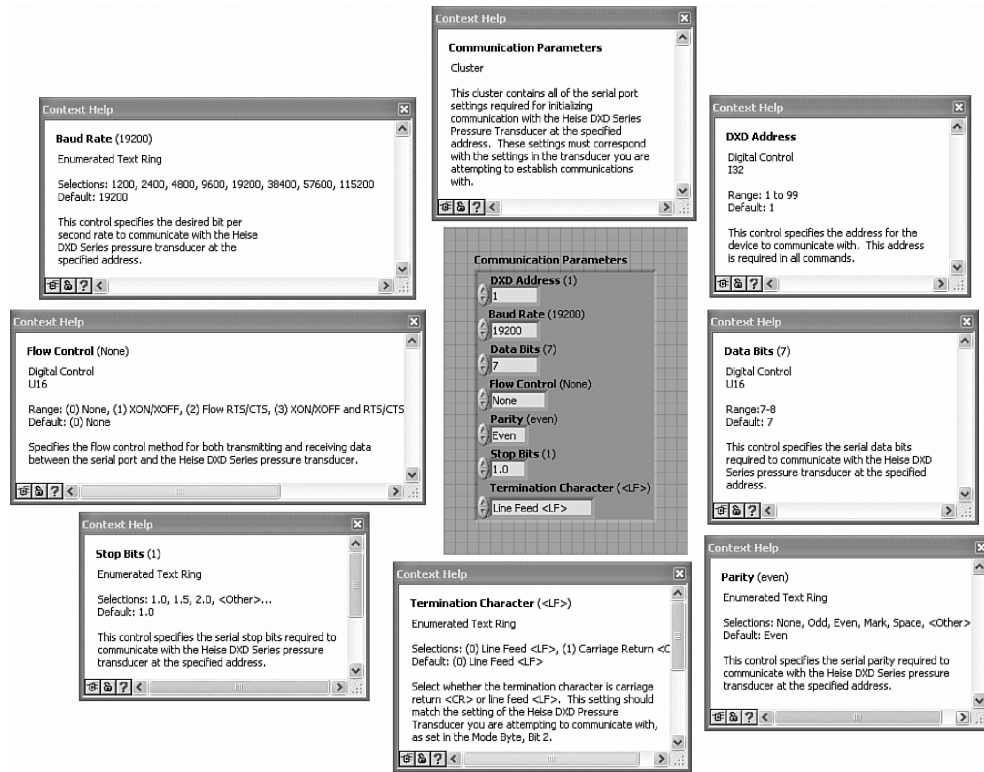 Context Help
Communication Parameters
Cluster
This cluster contains all of the serial port
settings required for initializing
communication with the Heise DXD Series
Pressure Transducer at the specified
address. These settings must correspond
with the settings in the transducer you are
attempting to establish communications
with.
Context Help
Baud Rate (19200)
Enumerated Text Ring
Selections: 1200, 2400, 4800, 9600, 19200, 38400, 57600, 115200
Default: 19200
This control specifies the desired bit per
second rate to communicate with the Heise
DXD Series pressure transducer at the
specified address.
Context Help
DXD Address
Digital Control
I32
Range: 1 to 99
Default: 1
This control specifies the address for the
device to communicate with. This address
is required in all commands.
Communication Parameters
DXD Address (1)
1
Baud Rate (19200)
19200
Data Bits (7)
7
Flow Control (None)
None
Parity (even)
Even
Stop Bits (1)
1.0
Termination Character (<LF>)
Line Feed <LF>
Context Help
Flow Control (None)
Digital Control
U16
Range: (0) None, (1) XON/XOFF, (2) Flow RTS/CTS, (3) XON/XOFF and RTS/CTS
Default: (0) None
Specifies the flow control method for both transmitting and receiving data
between the serial port and the Heise DXD Series pressure transducer.
Context Help
Data Bits (7)
Digital Control
U16
Range:7-8
Default: 7
This control specifies the serial data bits
required to communicate with the Heise
DXD Series pressure transducer at the specified
address.
Context Help
Stop Bits (1)
Enumerated Text Ring
Selections: 1.0, 1.5, 2.0, <Other>...
Default: 1.0
This control specifies the serial stop bits required to
communicate with the Heise DXD Series pressure
transducer at the specified address.
Context Help
Termination Character (<LF>)
Enumerated Text Ring
Selections: (0) Line Feed <LF>, (1) Carriage Return <C
Default: (0) Line Feed <LF>
Select whether the termination character is carriage
return <CR> or line feed <LF>. This setting should
match the setting of the Heise DXD Pressure
Transducer you are attempting to communicate with,
as set in the Mode Byte, Bit 2.
Context Help
Parity (even)
Enumerated Text Ring
Selections: None, Odd, Even, Mark, Space, <Other>
Default: Even
This control specifies the serial parity required to
communicate with the Heise DXD Series pressure
transducer at the specified address.